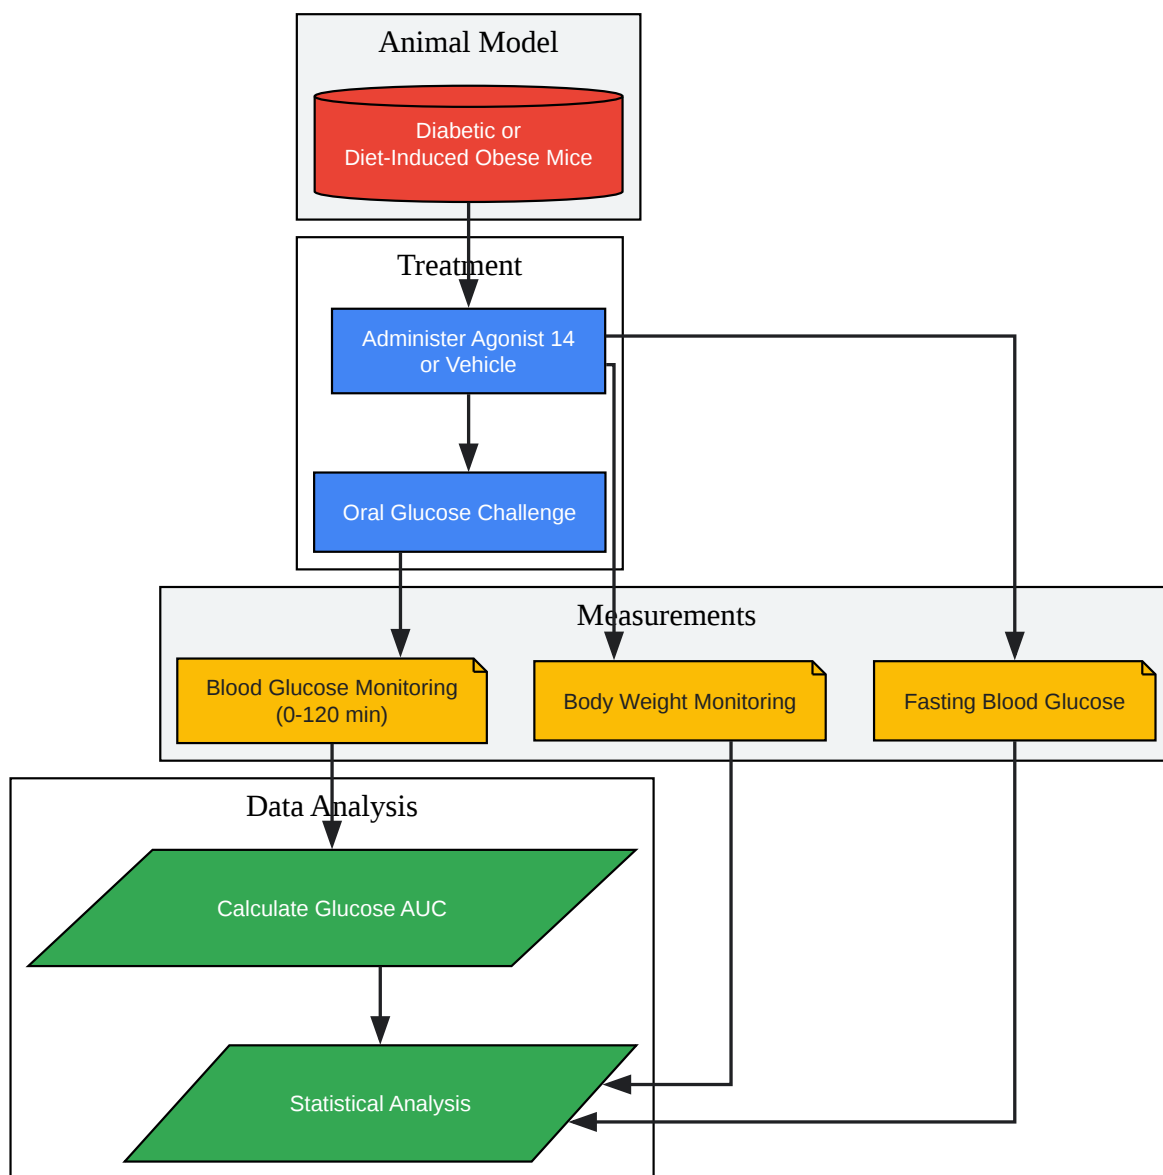 Animal Model
Diabetic or
Diet-Induced Obese Mice
Treatment
Administer Agonist 14
or Vehicle
Oral Glucose Challenge
Measurements
Blood Glucose Monitoring
(0-120 min)
Body Weight Monitoring
Fasting Blood Glucose
Data Analysis
Calculate Glucose AUC
Statistical Analysis